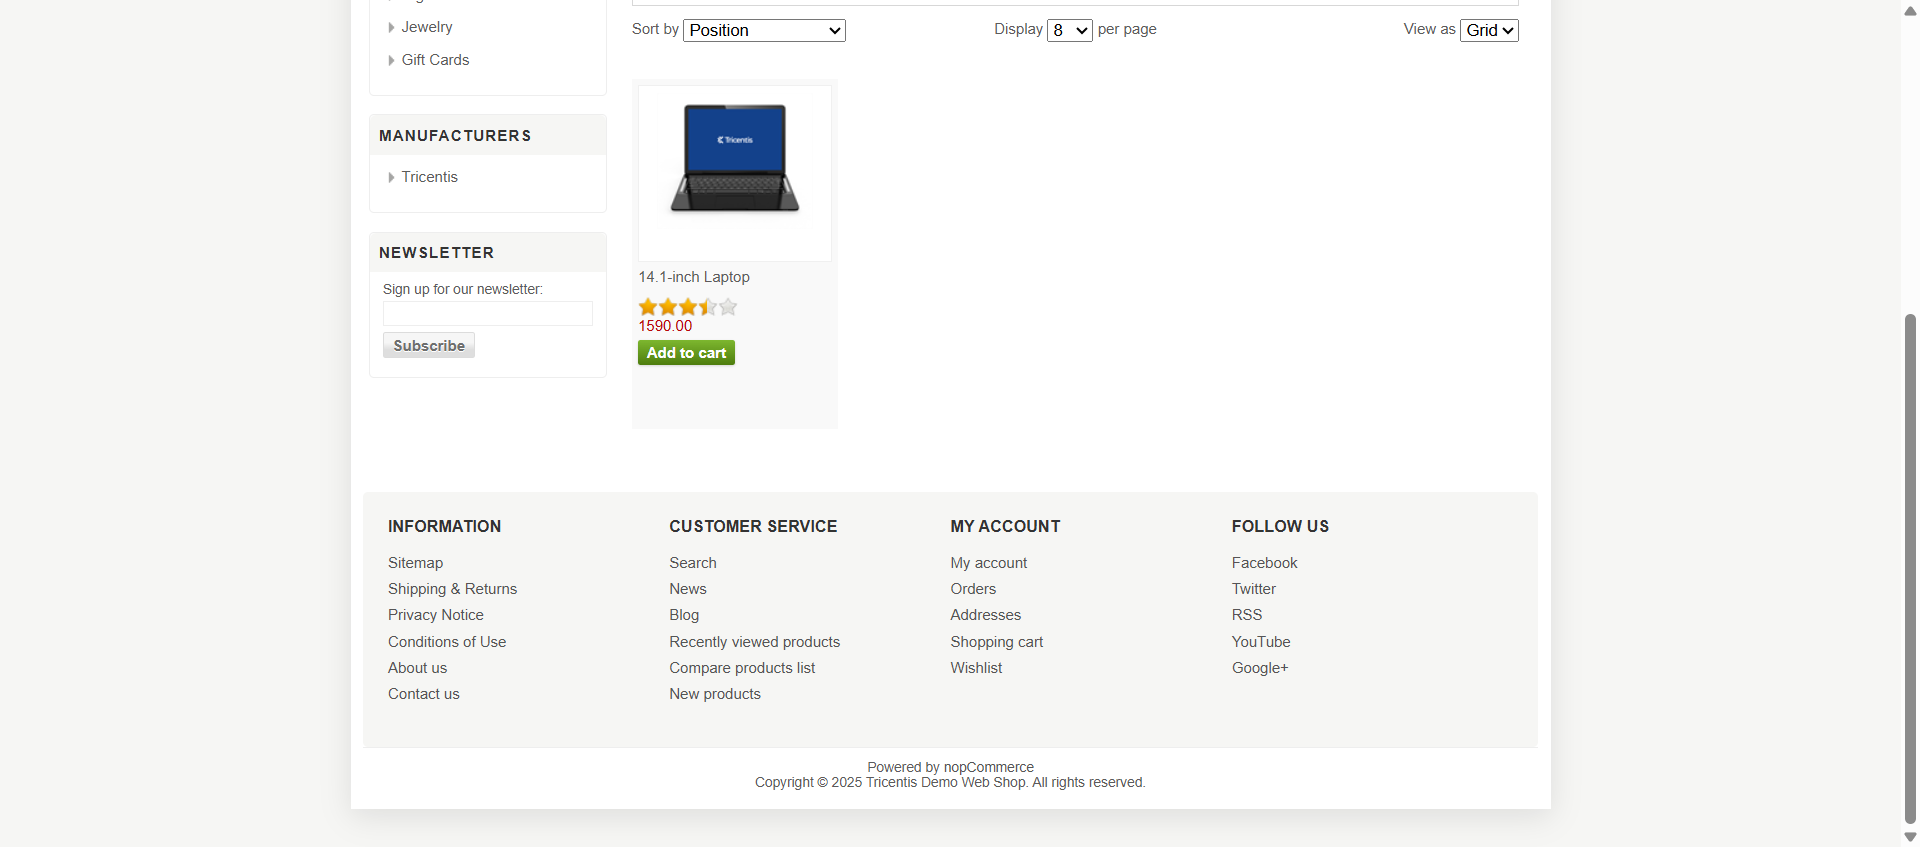 Jewelry
Gift Cards
MANUFACTURERS
Tricentis
NEWSLETTER
Sign up for our newsletter:
Subscribe
Sort by Position
Display 8 per page
View as Grid
Tricentis
14.1-inch Laptop
1590.00
Add to cart
INFORMATION
Sitemap
Shipping & Returns
Privacy Notice
Conditions of Use
About us
Contact us
CUSTOMER SERVICE
Search
News
Blog
Recently viewed products
Compare products list
New products
MY ACCOUNT
My account
Orders
Addresses
Shopping cart
Wishlist
FOLLOW US
Facebook
Twitter
RSS
YouTube
Google+
Powered by nopCommerce
Copyright © 2025 Tricentis Demo Web Shop. All rights reserved.